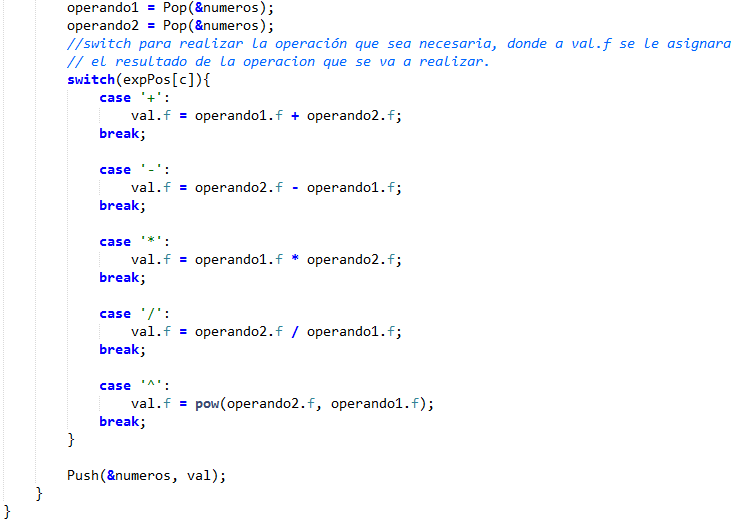 operando1 = Pop(&numeros);
operando2 = Pop(&numeros);
//switch para realizar la operación que sea necesaria, donde a val.f se le asignara
// el resultado de la operacion que se va a realizar.
switch(expPos[c]){
case '+':
val.f = operando1.f + operando2.f;
break;
case '-':
val.f = operando2.f - operando1.f;
break;
case '*':
val.f = operando1.f * operando2.f;
break;
case '/':
val.f = operando2.f / operando1.f;
break;
case '^':
val.f = pow(operando2.f, operando1.f);
break;
}
Push(&numeros, val);
}
}